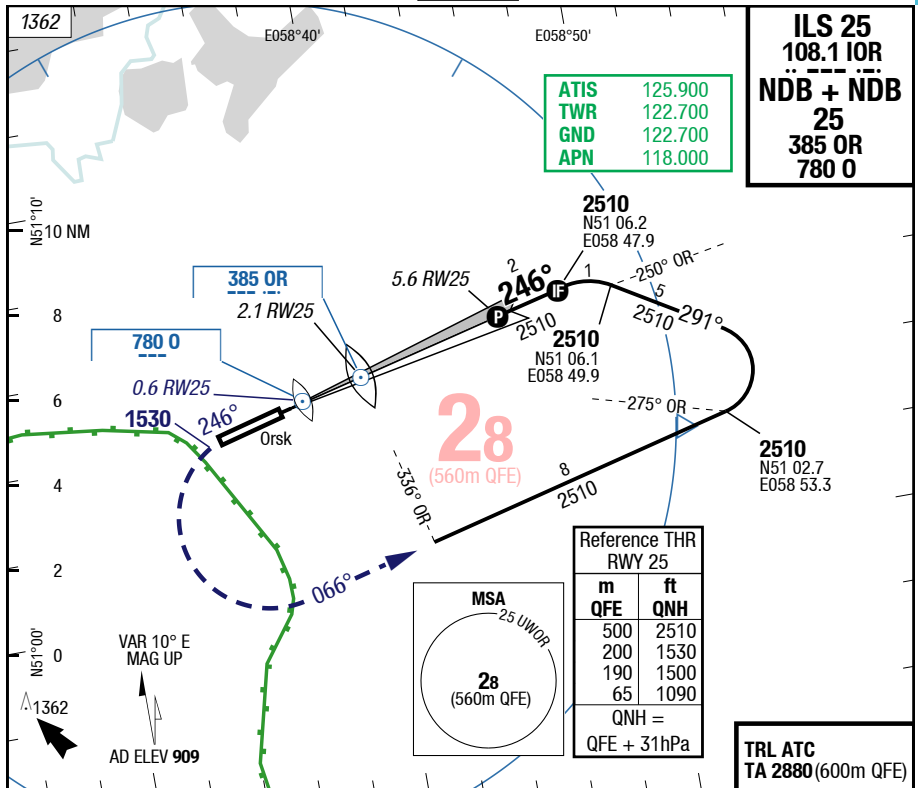 1362
E058°40'
E058°50'
ILS 25
108.1 IOR
.. --- .-.
NDB + NDB
25
385 OR
780 O
ATIS 125.900
TWR 122.700
GND 122.700
APN 118.000
N51°10'
10 NM
8
6
4
2
0
N51°00'
2510
N51 06.2
E058 47.9
2
246°
IF
1
250° OR
5
2510
291°
5.6 RW25
P
2510
2510
N51 06.1
E058 49.9
385 OR
--- .-.
2.1 RW25
780 O
---
0.6 RW25
1530
246°
Orsk
28
(560m QFE)
275° OR
2510
N51 02.7
E058 53.3
336° OR
8
2510
066°
MSA
25 UWOR
28
(560m QFE)
Reference THR
RWY 25
m ft
QFE QNH
500 2510
200 1530
190 1500
65 1090
QNH =
QFE + 31hPa
VAR 10° E
MAG UP
1362
AD ELEV 909
TRL ATC
TA 2880 (600m QFE)